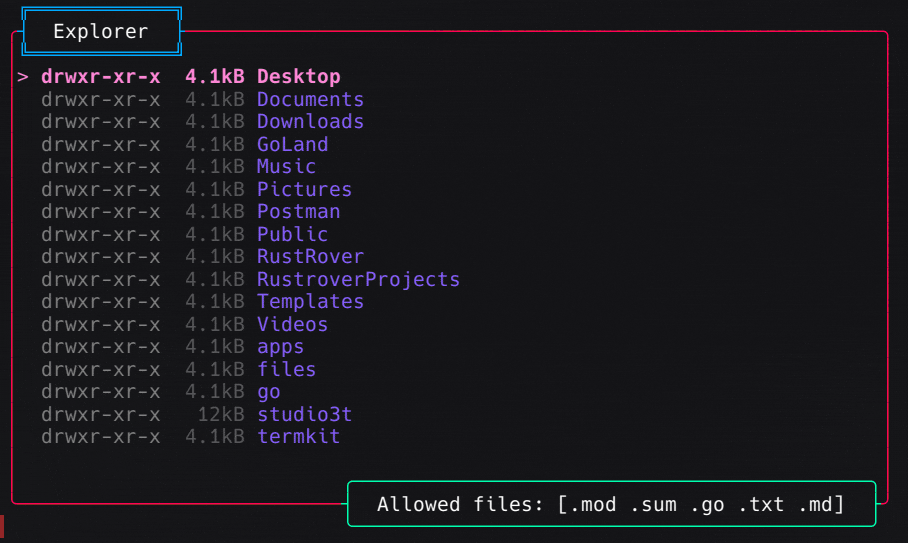 Explorer
> drwxr-xr-x 4.1kB Desktop
drwxr-xr-x 4.1kB Documents
drwxr-xr-x 4.1kB Downloads
drwxr-xr-x 4.1kB GoLand
drwxr-xr-x 4.1kB Music
drwxr-xr-x 4.1kB Pictures
drwxr-xr-x 4.1kB Postman
drwxr-xr-x 4.1kB Public
drwxr-xr-x 4.1kB RustRover
drwxr-xr-x 4.1kB RustroverProjects
drwxr-xr-x 4.1kB Templates
drwxr-xr-x 4.1kB Videos
drwxr-xr-x 4.1kB apps
drwxr-xr-x 4.1kB files
drwxr-xr-x 4.1kB go
drwxr-xr-x 12kB studio3t
drwxr-xr-x 4.1kB termkit
Allowed files: [.mod .sum .go .txt .md]